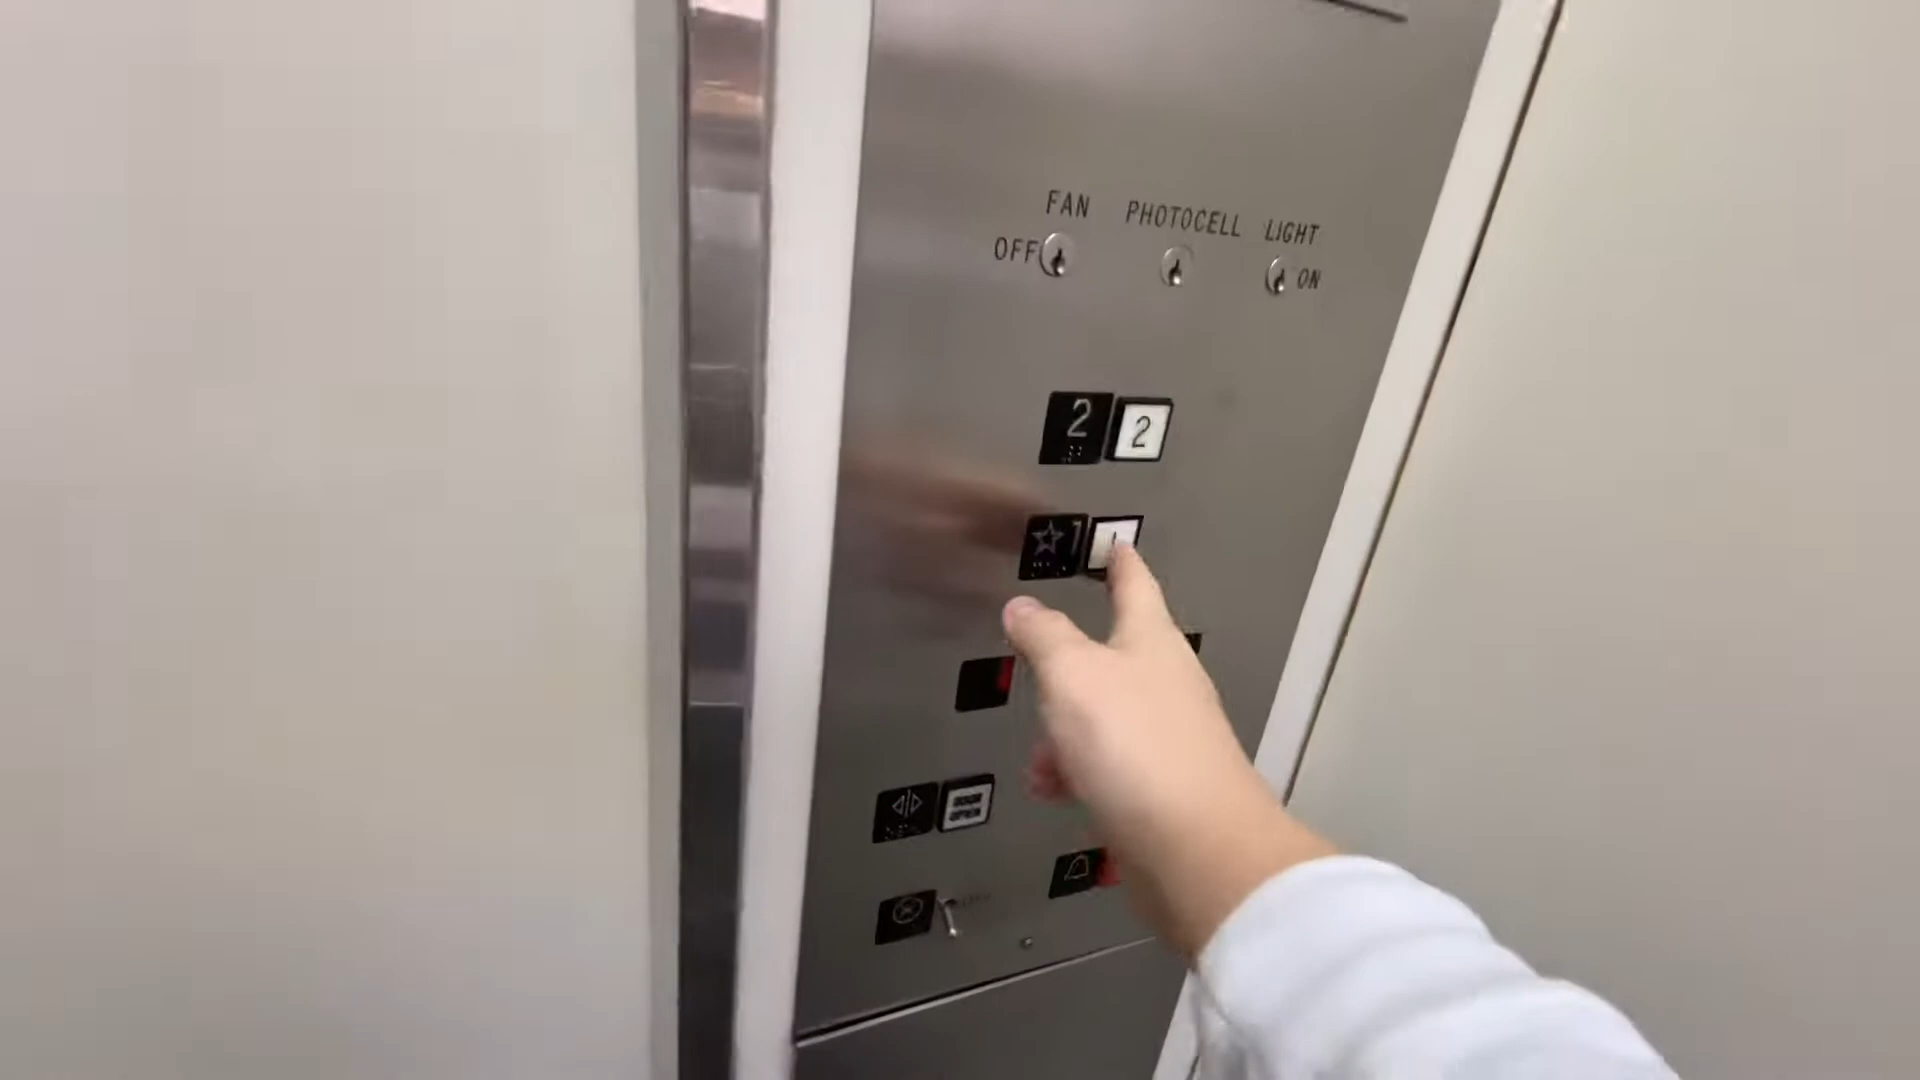 FAN PHOTOCELL LIGHT
OFF ON
2 2
☆1
DOOR
OPEN